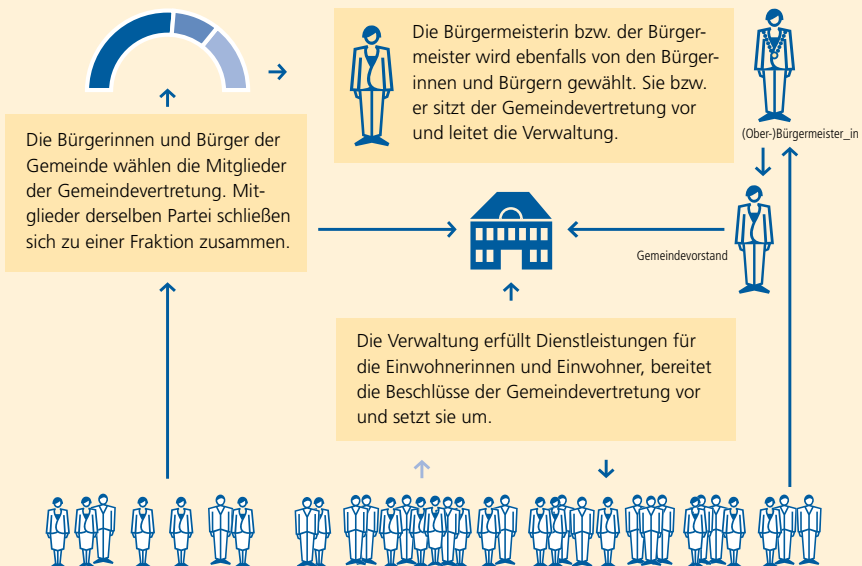 Die Bürgermeisterin bzw. der Bürger-
meister wird ebenfalls von den Bürger-
innen und Bürgern gewählt. Sie bzw.
er sitzt der Gemeindevertretung vor
und leitet die Verwaltung.
(Ober-)Bürgermeister_in
Die Bürgerinnen und Bürger der
Gemeinde wählen die Mitglieder
der Gemeindevertretung. Mit-
glieder derselben Partei schließen
sich zu einer Fraktion zusammen.
Gemeindevorstand
Die Verwaltung erfüllt Dienstleistungen für
die Einwohnerinnen und Einwohner, bereitet
die Beschlüsse der Gemeindevertretung vor
und setzt sie um.